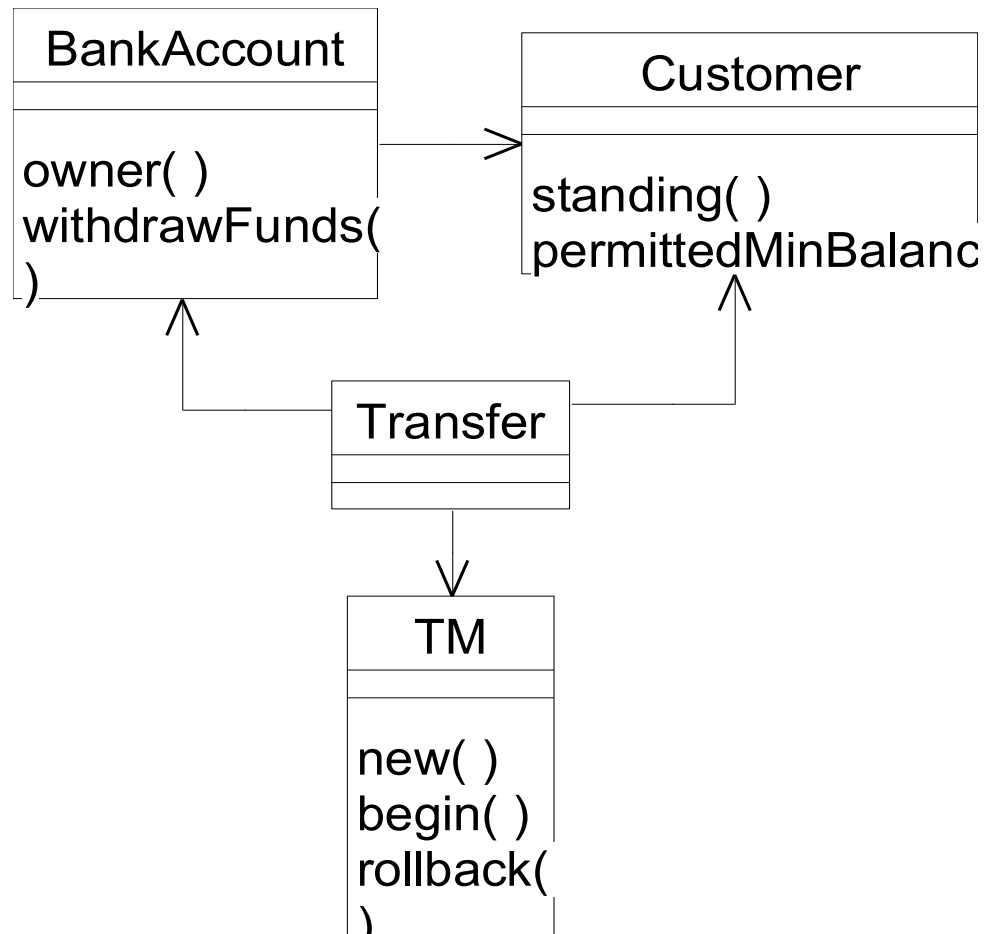 BankAccount
owner( )
withdrawFunds(
)
Customer
standing( )
permittedMinBalanc
Transfer
TM
new( )
begin( )
rollback(
)